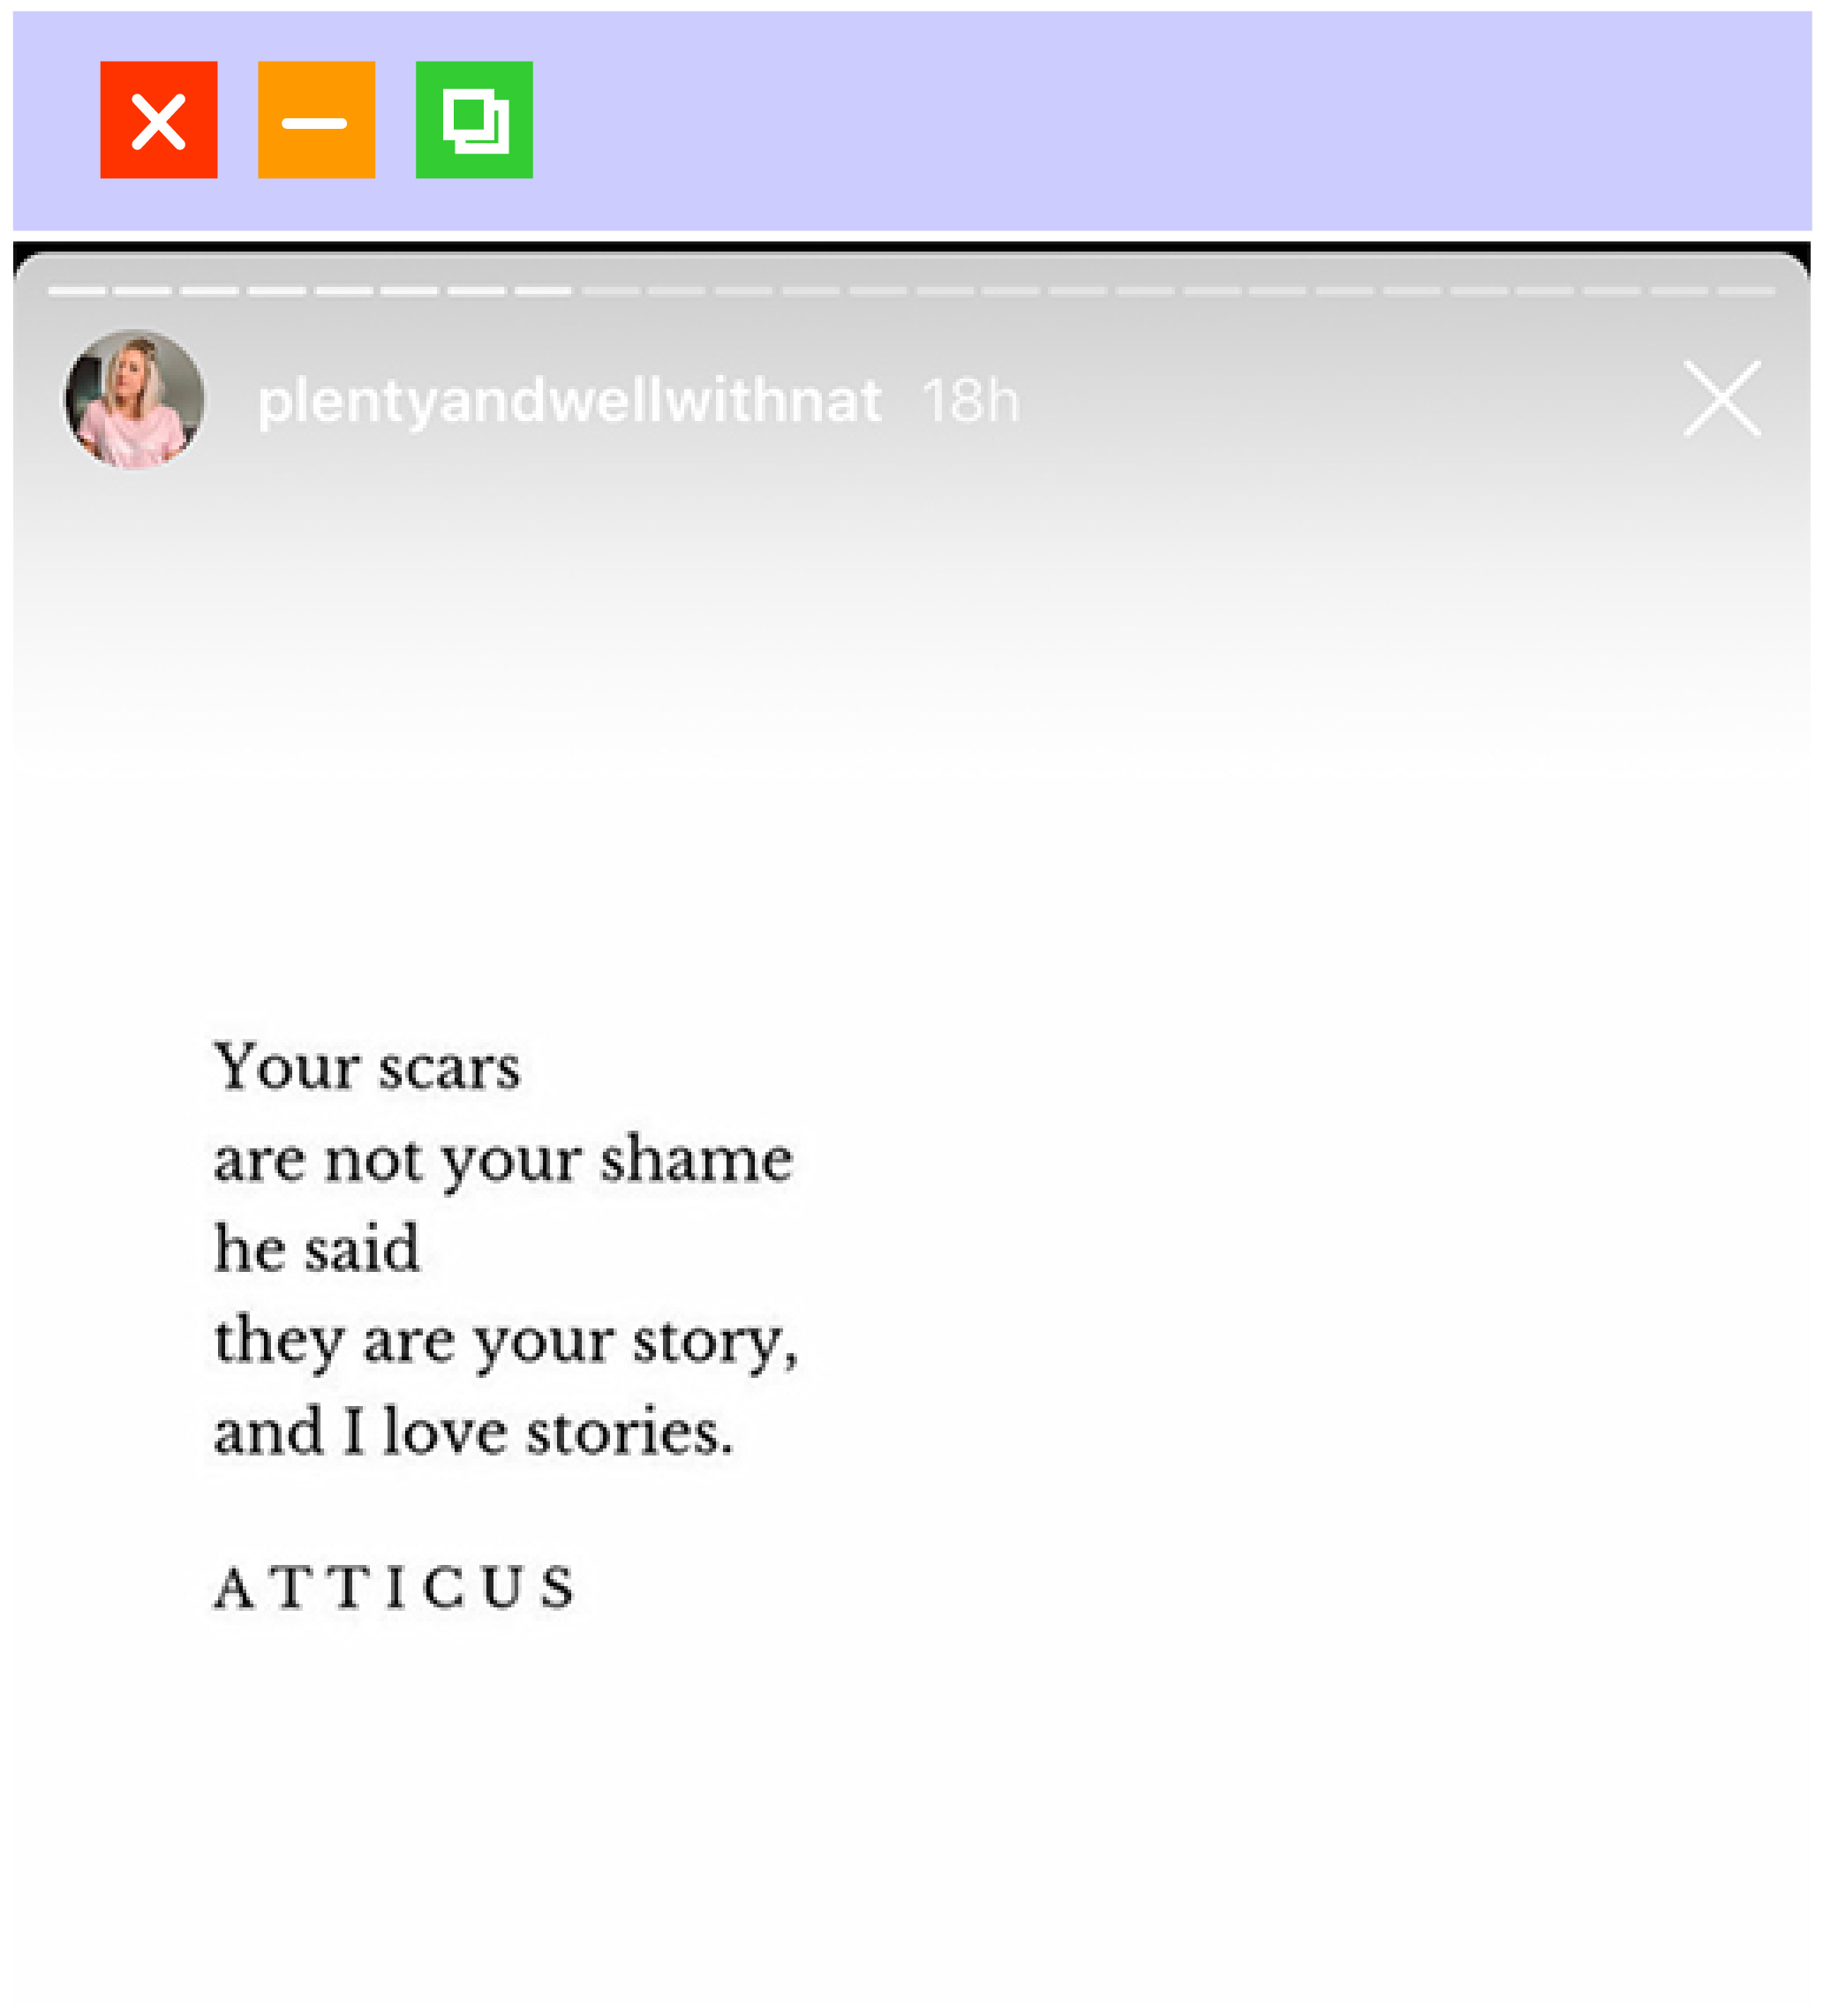 plentyandwellwithnat 18h
Your scars
are not your shame
he said
they are your story,
and I love stories.
ATTICUS